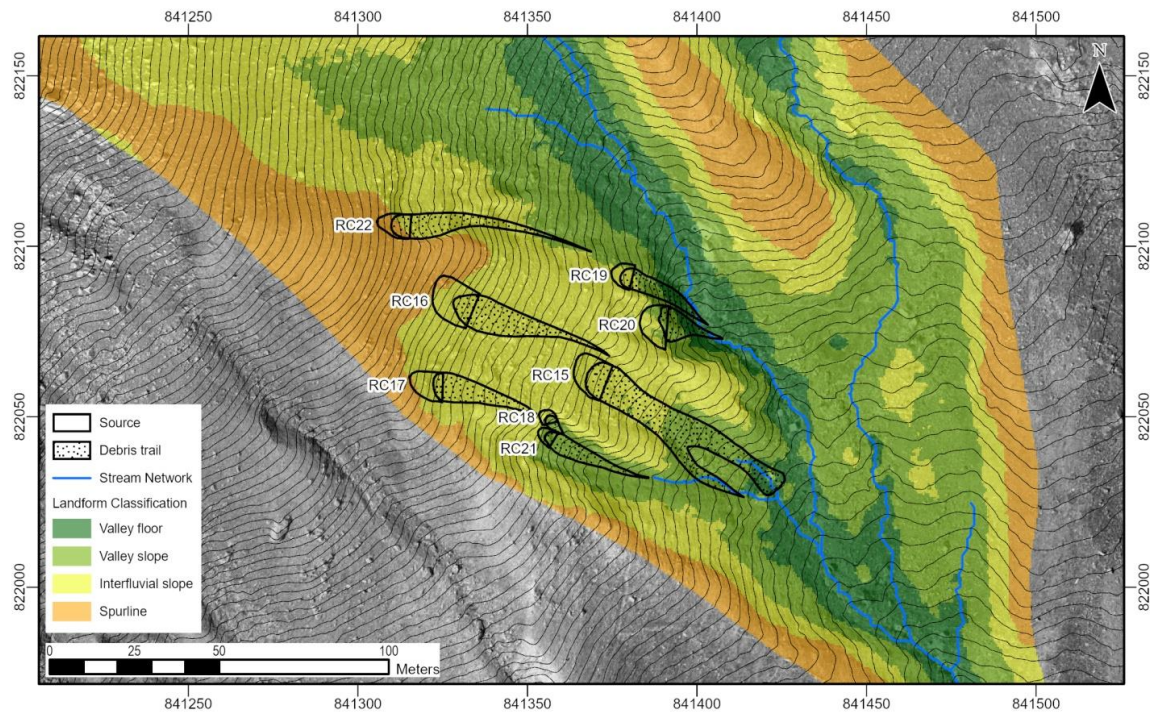 841250 841300 841350 841400 841450 841500
822150 822150
N
822100 822100
RC22
RC19
RC16
RC20
RC15
RC17
RC18
RC21
822050 822050
822000 822000
Source
Debris trail
Stream Network
Landform Classification
Valley floor
Valley slope
Interfluvial slope
Spurline
0 25 50 100
Meters
841250 841300 841350 841400 841450 841500